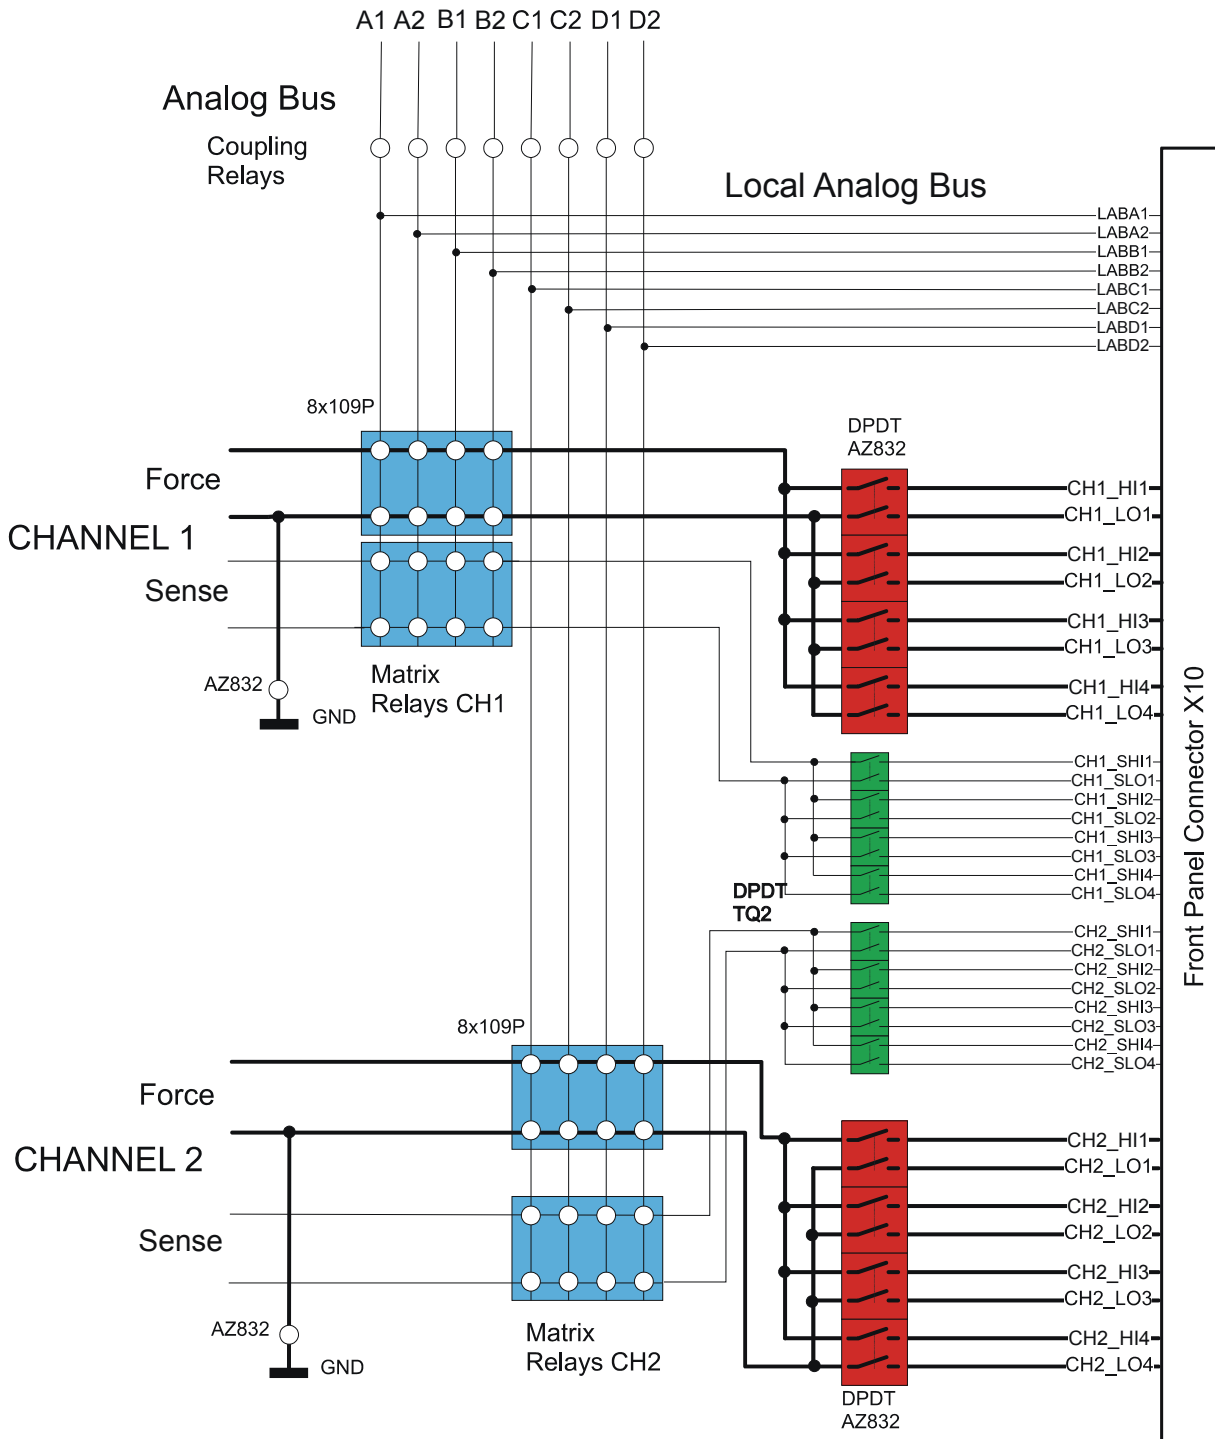 A1 A2 B1 B2 C1 C2 D1 D2
Analog Bus
Coupling
Relays
Local Analog Bus
LABA1
LABA2
LABB1
LABB2
LABC1
LABC2
LABD1
LABD2
8x109P
DPDT
AZ832
Force
CHANNEL 1
Sense
AZ832
GND
Matrix
Relays CH1
CH1_HI1
CH1_LO1
CH1_HI2
CH1_LO2
CH1_HI3
CH1_LO3
CH1_HI4
CH1_LO4
CH1_SHI1
CH1_SLO1
CH1_SHI2
CH1_SLO2
CH1_SHI3
CH1_SLO3
CH1_SHI4
CH1_SLO4
DPDT
TQ2
Front Panel Connector X10
CH2_SHI1
CH2_SLO1
CH2_SHI2
CH2_SLO2
CH2_SHI3
CH2_SLO3
CH2_SHI4
CH2_SLO4
8x109P
Force
CHANNEL 2
Sense
AZ832
GND
Matrix
Relays CH2
CH2_HI1
CH2_LO1
CH2_HI2
CH2_LO2
CH2_HI3
CH2_LO3
CH2_HI4
CH2_LO4
DPDT
AZ832